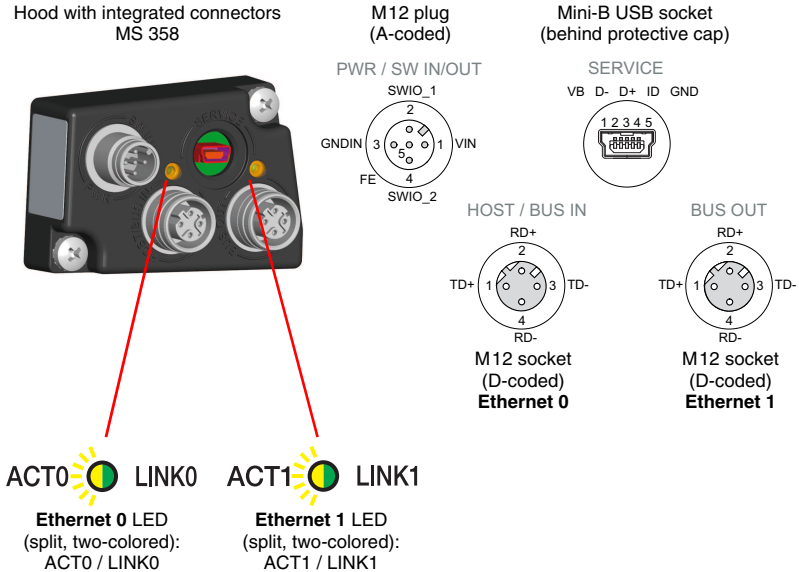 Hood with integrated connectors
MS 358
M12 plug
(A-coded)
Mini-B USB socket
(behind protective cap)
PWR / SW IN/OUT
SWIO_1
2
GNDIN 3 5 1 VIN
FE 4
SWIO_2
SERVICE
VB D- D+ ID GND
1 2 3 4 5
SERVICE
HOST / BUS IN
RD+
2
TD+ 1 3 TD-
4
RD-
M12 socket
(D-coded)
Ethernet 0
BUS OUT
RD+
2
TD+ 1 3 TD-
4
RD-
M12 socket
(D-coded)
Ethernet 1
ACT0 LINK0
Ethernet 0 LED
(split, two-colored):
ACT0 / LINK0
ACT1 LINK1
Ethernet 1 LED
(split, two-colored):
ACT1 / LINK1